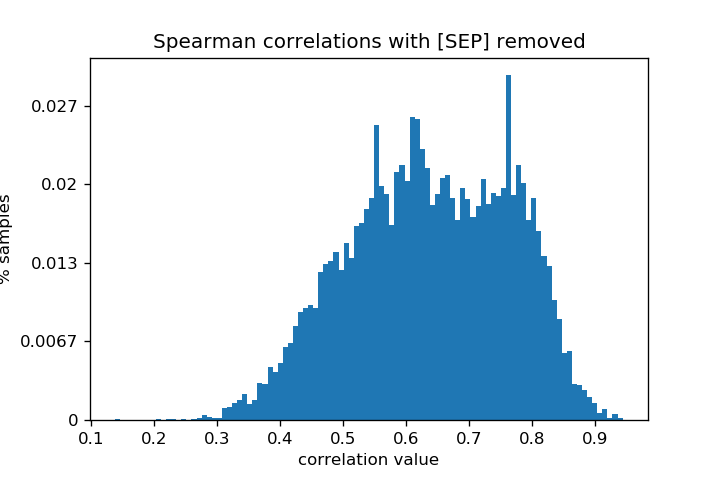 Spearman correlations with [SEP] removed
% samples
0.027
0.02
0.013
0.0067
0
0.1 0.2 0.3 0.4 0.5 0.6 0.7 0.8 0.9
correlation value